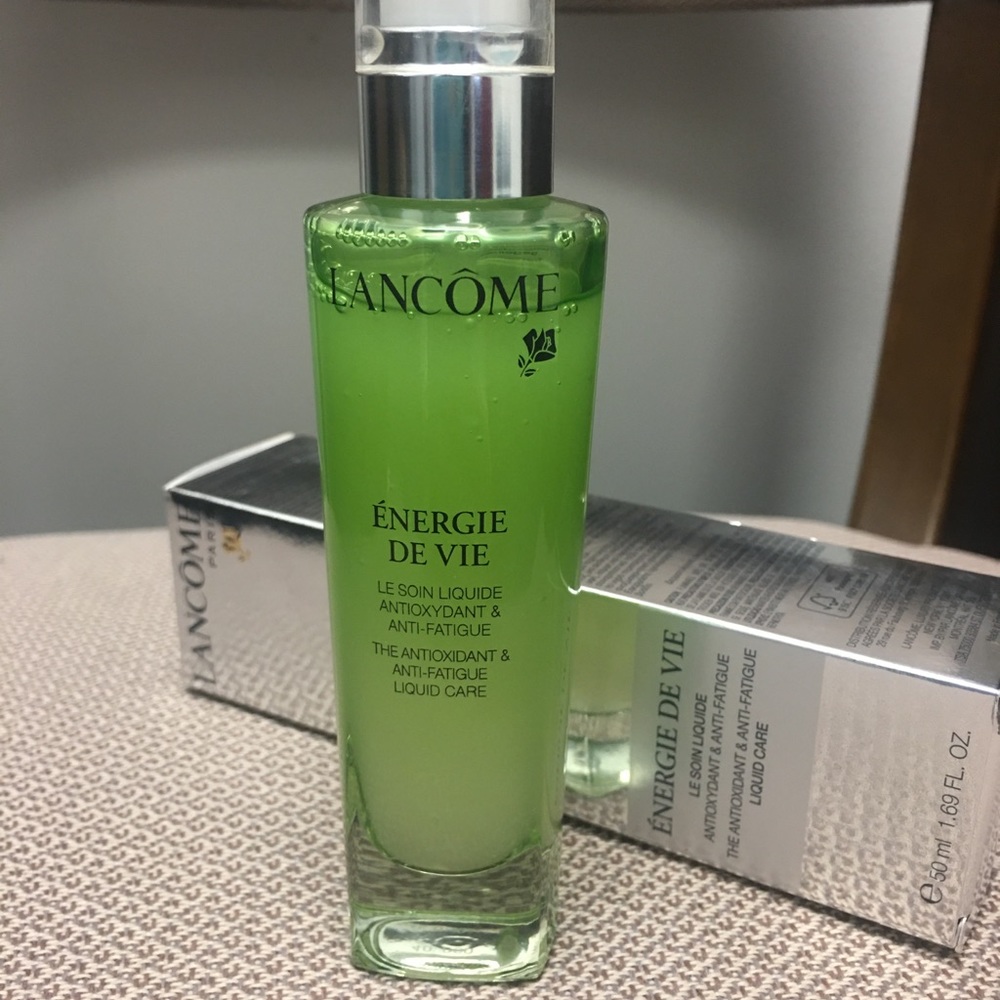 LANCÔME
ÉNERGIE
DE VIE
LE SOIN LIQUIDE
ANTIOXYDANT &
ANTI-FATIGUE
THE ANTIOXIDANT &
ANTI-FATIGUE
LIQUID CARE
LANCÔME
PARIS
ÉNERGIE DE VIE
LE SOIN LIQUIDE
ANTIOXYDANT & ANTI-FATIGUE
THE ANTIOXIDANT & ANTI-FATIGUE
LIQUID CARE
e 50 ml 1.69 FL. OZ.